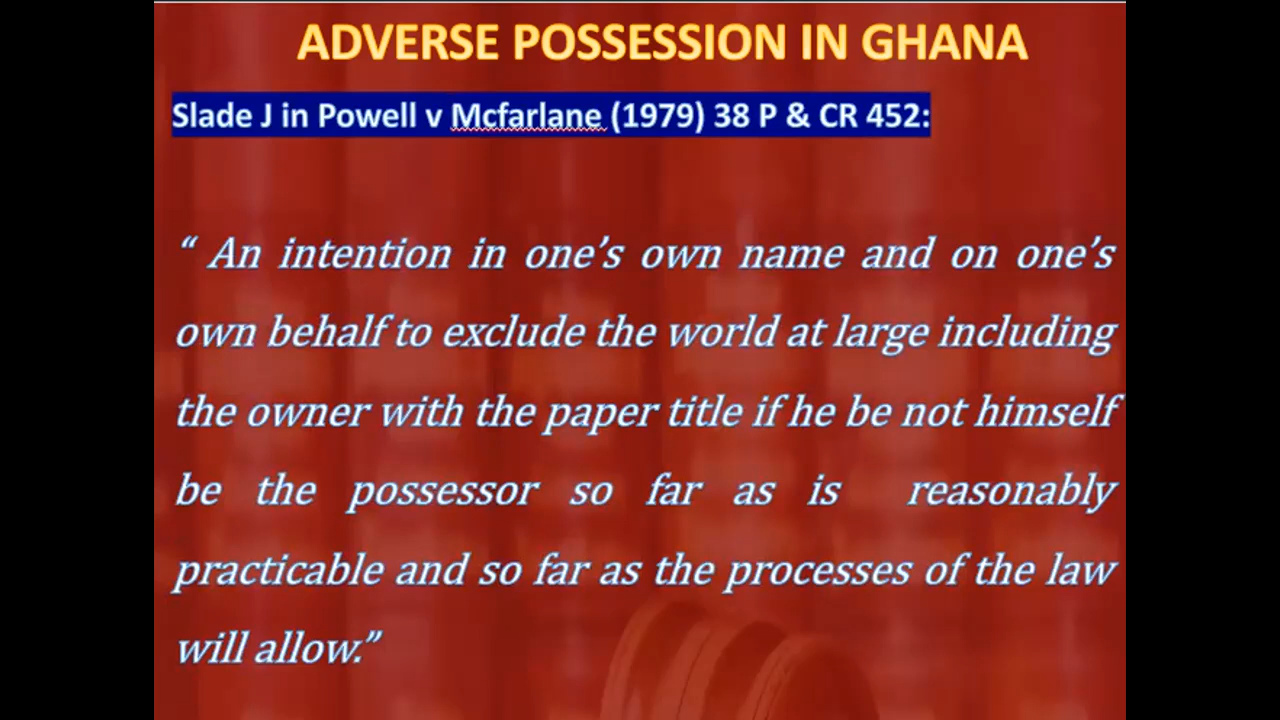 ADVERSE POSSESSION IN GHANA
Slade J in Powell v Mcfarlane (1979) 38 P & CR 452:
“ An intention in one’s own name and on one’s
own behalf to exclude the world at large including
the owner with the paper title if he be not himself
be the possessor so far as is reasonably
practicable and so far as the processes of the law
will allow.”